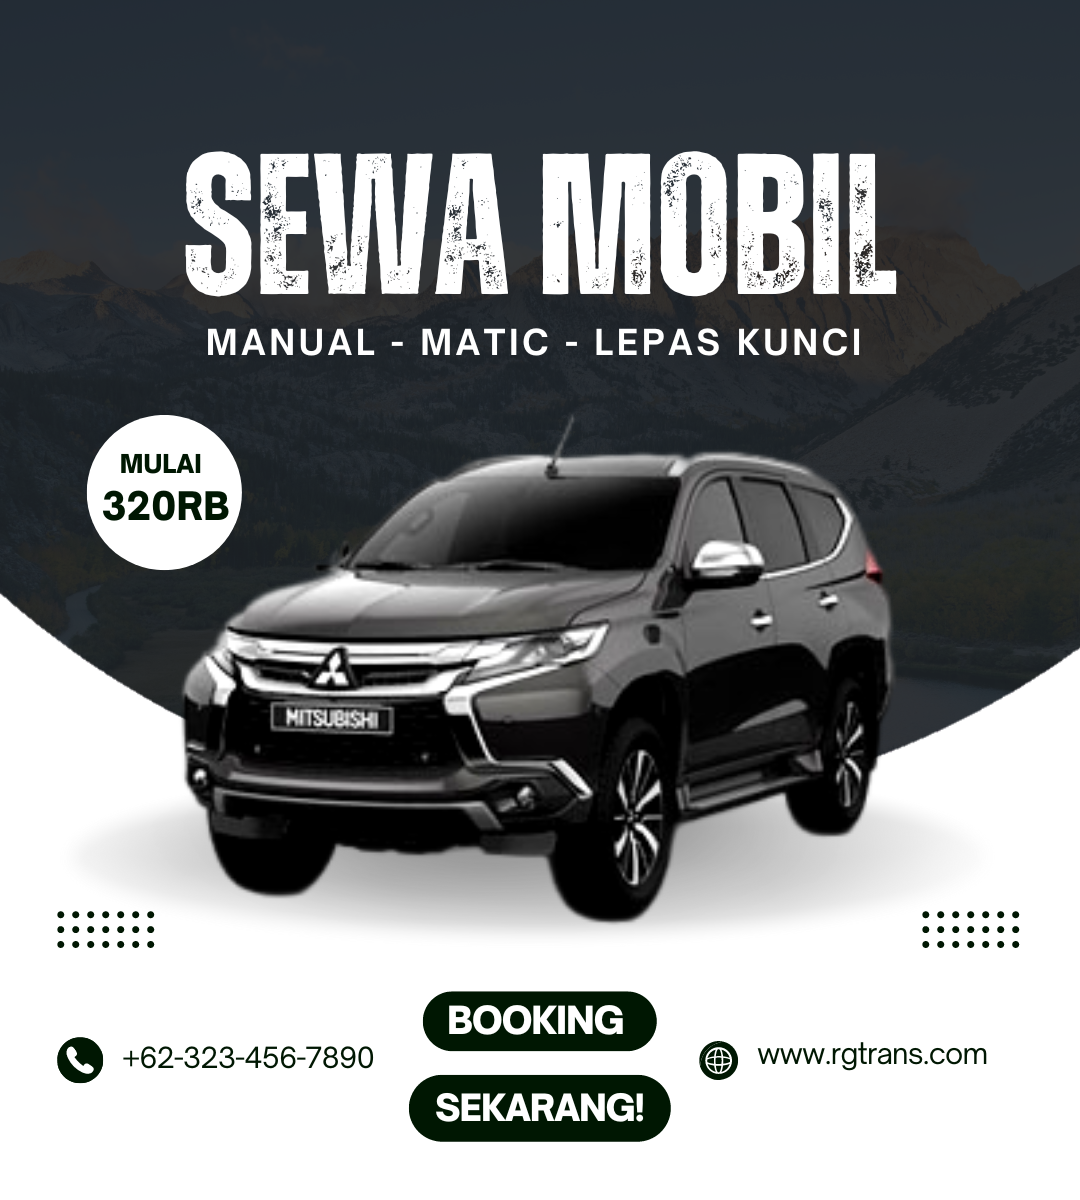 SEWA MOBIL
MANUAL - MATIC - LEPAS KUNCI
MULAI
320RB
MITSUBISHI
BOOKING
SEKARANG!
+62-323-456-7890
www.rgtrans.com